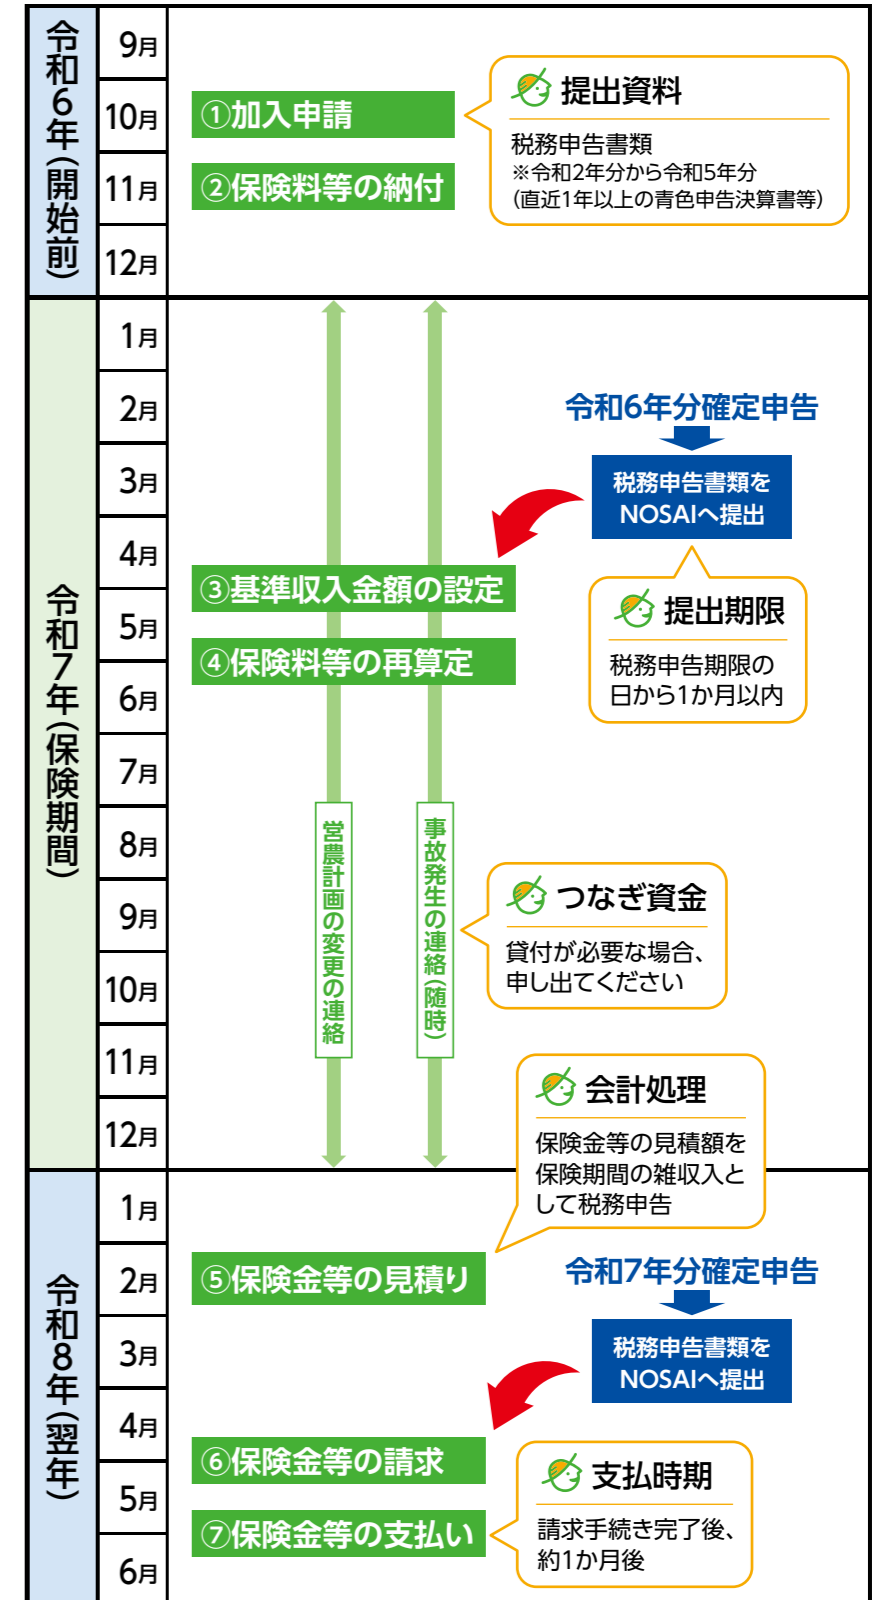 令和6年(開始前)
9月
10月
11月
12月
①加入申請
②保険料等の納付
提出資料
税務申告書類
※令和2年分から令和5年分
(直近1年以上の青色申告決算書等)
令和7年(保険期間)
1月
2月
3月
4月
5月
6月
7月
8月
9月
10月
11月
12月
令和6年分確定申告
税務申告書類を
NOSAIへ提出
③基準収入金額の設定
④保険料等の再算定
提出期限
税務申告期限の
日から1か月以内
営農計画の変更の連絡
事故発生の連絡(随時)
つなぎ資金
貸付が必要な場合、
申し出てください
会計処理
保険金等の見積額を
保険期間の雑収入と
して税務申告
令和8年(翌年)
1月
2月
3月
4月
5月
6月
⑤保険金等の見積り
令和7年分確定申告
税務申告書類を
NOSAIへ提出
⑥保険金等の請求
⑦保険金等の支払い
支払時期
請求手続き完了後、
約1か月後